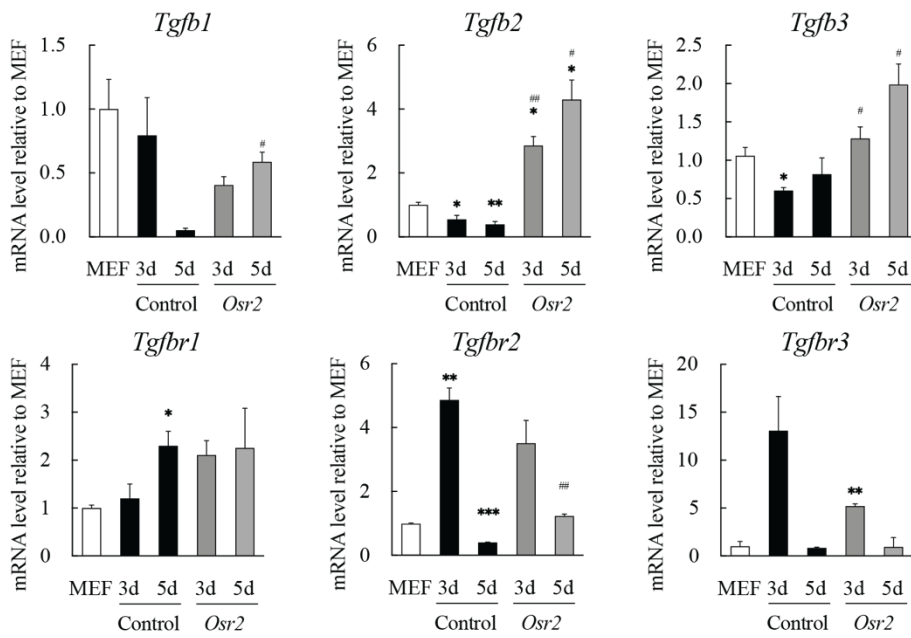 Tgfb1
mRNA level relative to MEF
1.5
1.0
0.5
0.0
#
MEF 3d 5d 3d 5d
Control Osr2
Tgfb2
mRNA level relative to MEF
6
4
2
0
* ** ## * # *
MEF 3d 5d 3d 5d
Control Osr2
Tgfb3
mRNA level relative to MEF
2.5
2.0
1.5
1.0
0.5
0.0
* # #
MEF 3d 5d 3d 5d
Control Osr2
Tgfbr1
mRNA level relative to MEF
4
3
2
1
0
*
MEF 3d 5d 3d 5d
Control Osr2
Tgfbr2
mRNA level relative to MEF
6
4
2
0
** *** ##
MEF 3d 5d 3d 5d
Control Osr2
Tgfbr3
mRNA level relative to MEF
20
15
10
5
0
**
MEF 3d 5d 3d 5d
Control Osr2